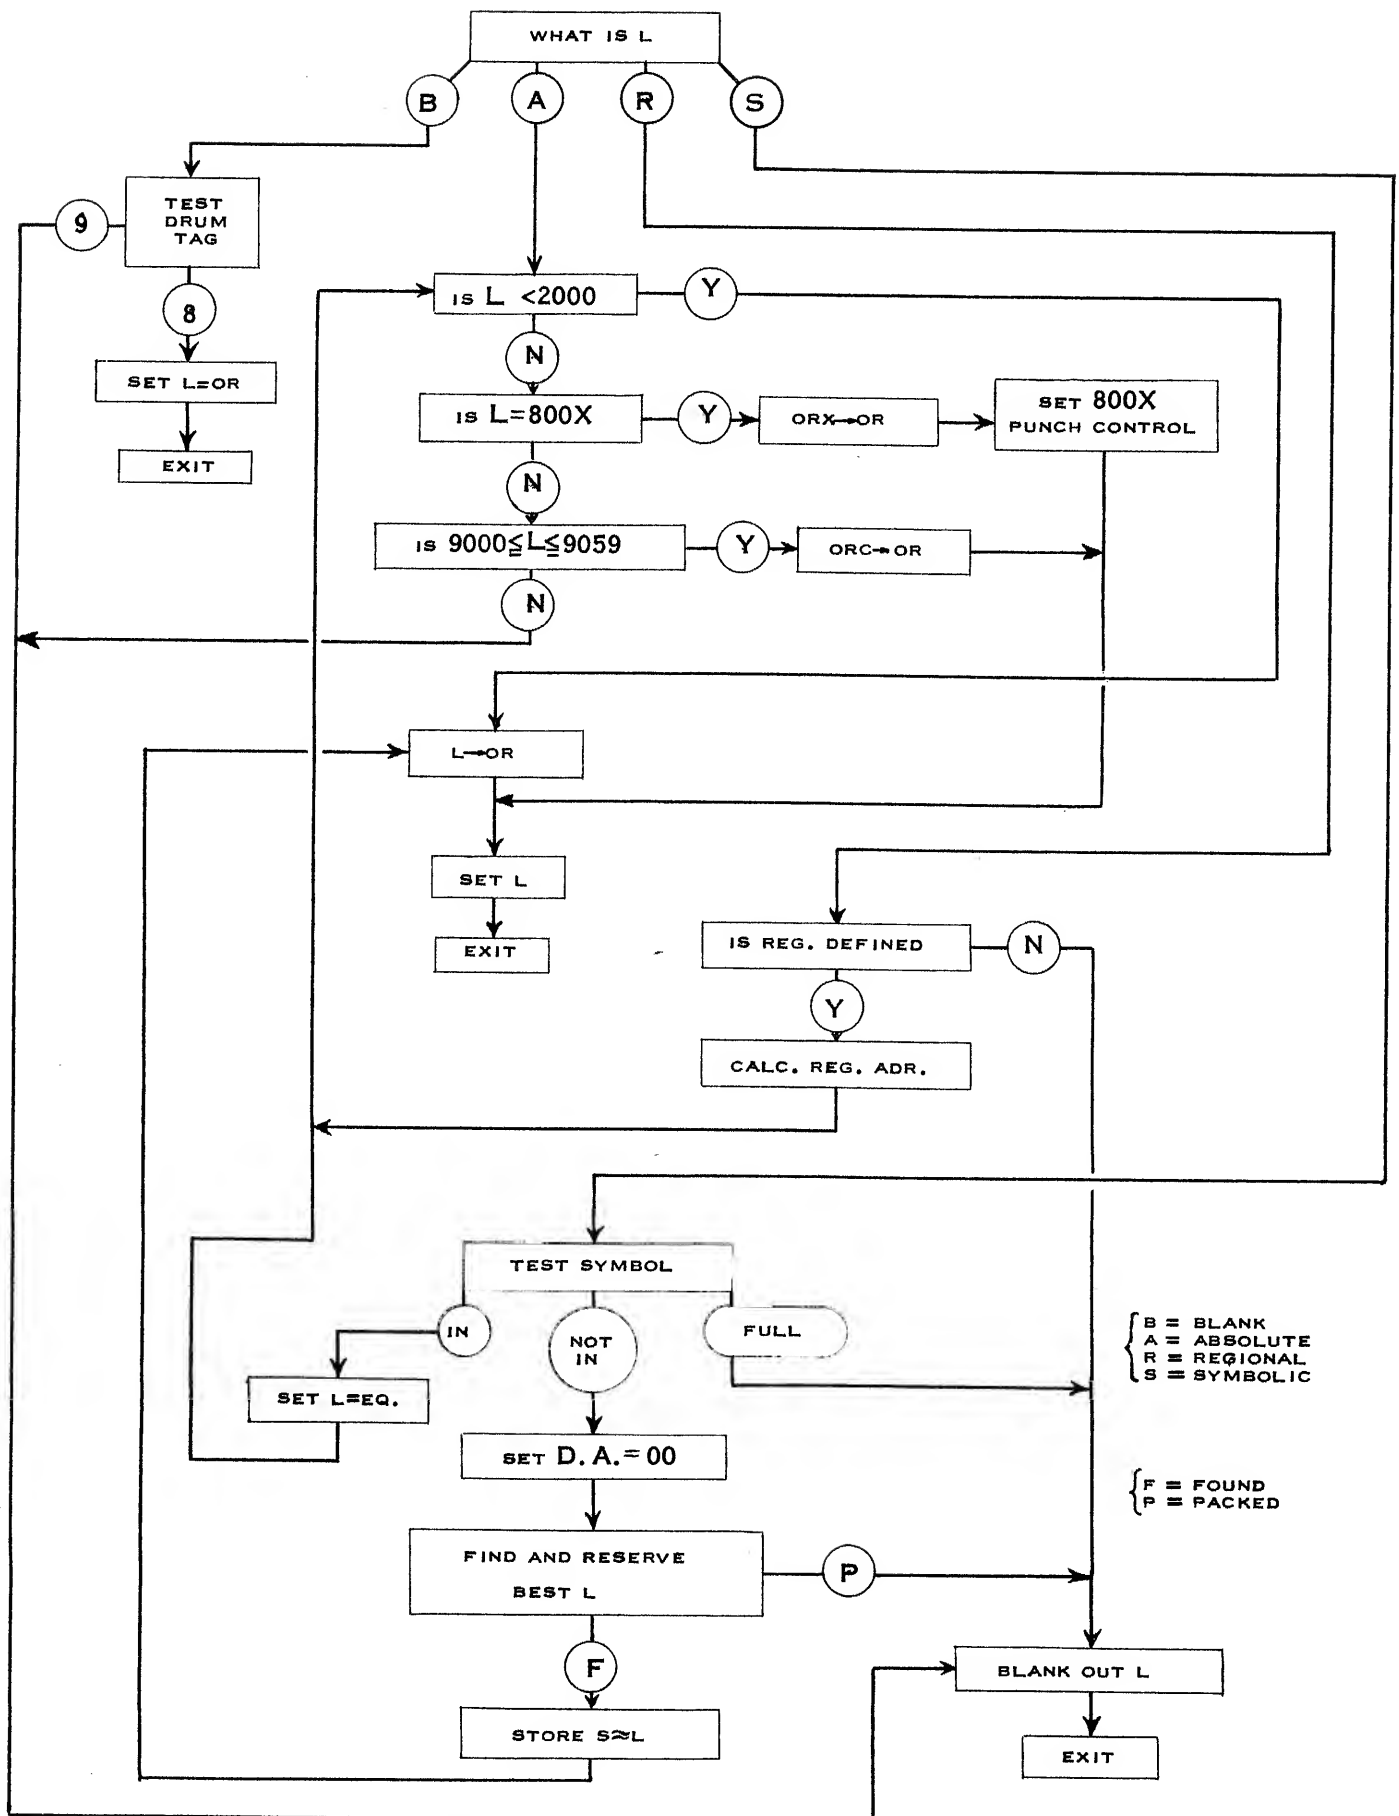 WHAT IS L
B
A
R
S
TEST
DRUM
TAG
9
8
SET L=OR
EXIT
IS L <2000
Y
N
IS L=800X
Y
ORX→OR
SET 800X
PUNCH CONTROL
N
IS 9000≦L≦9059
Y
ORC→OR
N
L→OR
SET L
EXIT
IS REG. DEFINED
N
Y
CALC. REG. ADR.
TEST SYMBOL
IN
NOT
IN
FULL
SET L=EQ.
B = BLANK
A = ABSOLUTE
R = REGIONAL
S = SYMBOLIC
SET D.A.=00
F = FOUND
P = PACKED
FIND AND RESERVE
BEST L
P
F
STORE S≈L
BLANK OUT L
EXIT